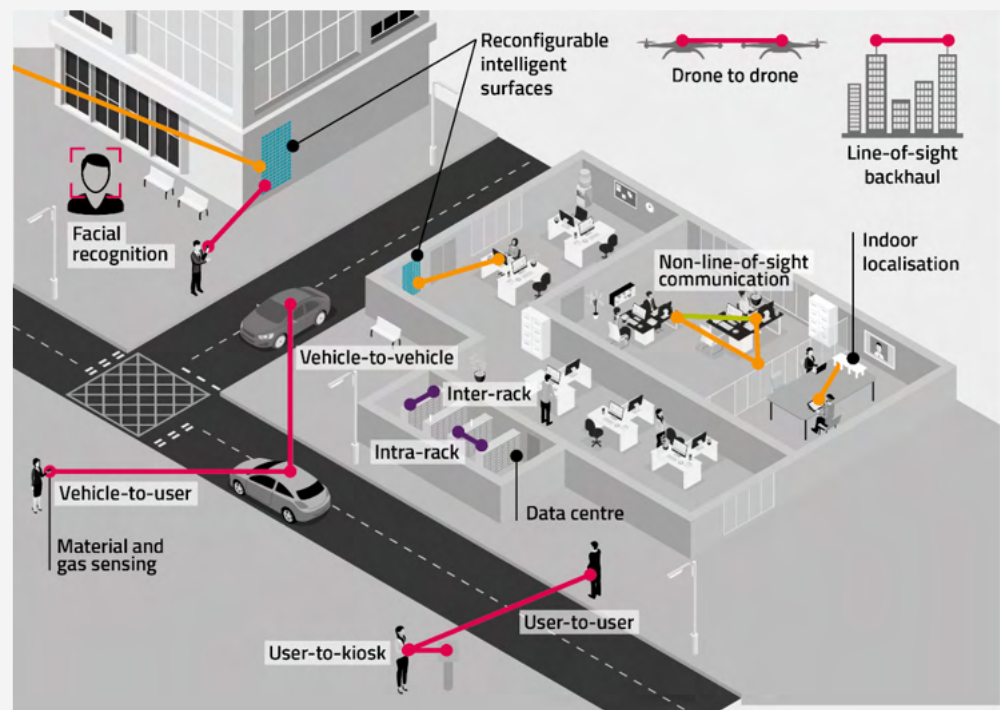 Reconfigurable
intelligent
surfaces
Drone to drone
Line-of-sight
backhaul
Facial
recognition
Non-line-of-sight
communication
Indoor
localisation
Vehicle-to-vehicle
Inter-rack
Intra-rack
Vehicle-to-user
Data centre
Material and
gas sensing
User-to-user
User-to-kiosk